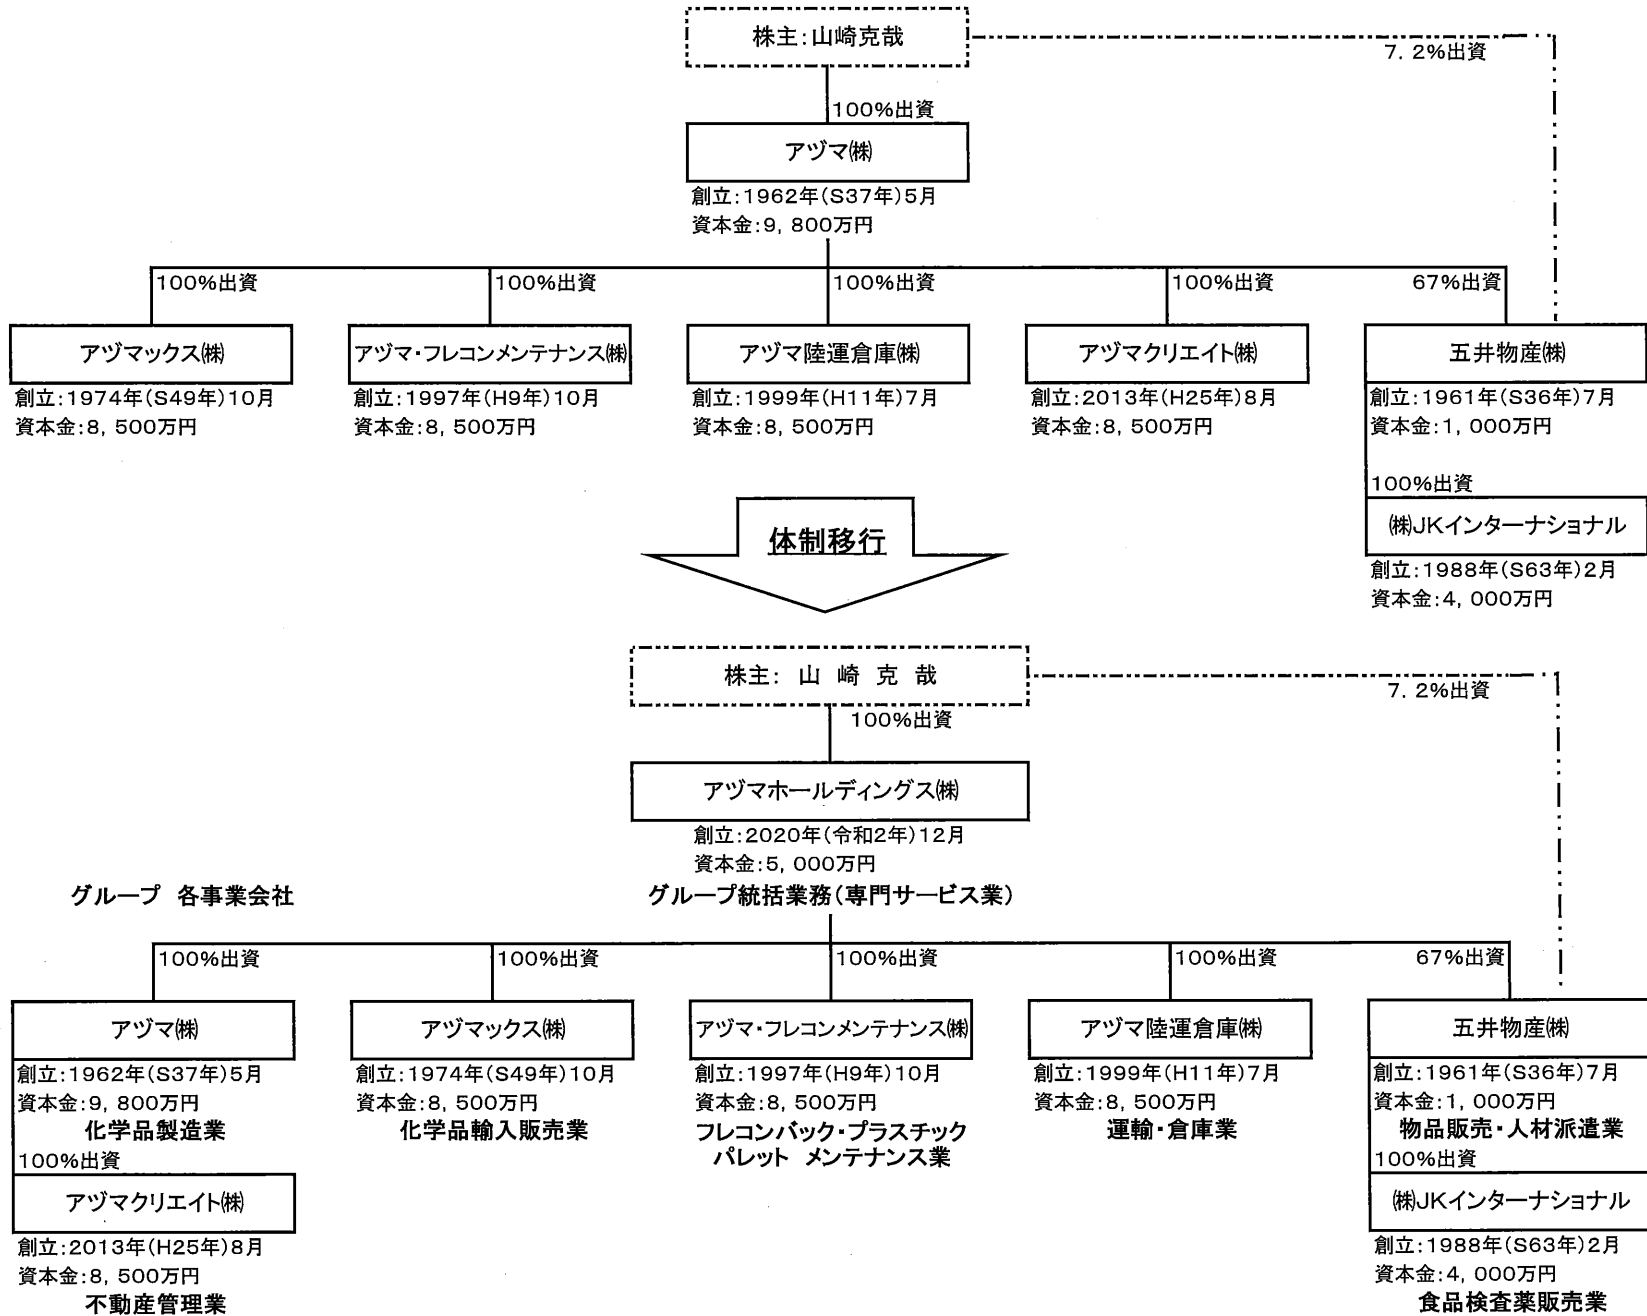 株主:山崎克哉
7. 2%出資
100%出資
アヅマ㈱
創立:1962年(S37年)5月
資本金:9, 800万円
100%出資
100%出資
100%出資
100%出資
67%出資
アヅマックス㈱
アヅマ・フレコンメンテナンス㈱
アヅマ陸運倉庫㈱
アヅマクリエイト㈱
五井物産㈱
創立:1974年(S49年)10月
資本金:8, 500万円
創立:1997年(H9年)10月
資本金:8, 500万円
創立:1999年(H11年)7月
資本金:8, 500万円
創立:2013年(H25年)8月
資本金:8, 500万円
創立:1961年(S36年)7月
資本金:1, 000万円
100%出資
㈱JKインターナショナル
創立:1988年(S63年)2月
資本金:4, 000万円
体制移行
株主: 山 崎 克 哉
7. 2%出資
100%出資
アヅマホールディングス㈱
創立:2020年(令和2年)12月
資本金:5, 000万円
グループ 各事業会社
グループ統括業務(専門サービス業)
100%出資
100%出資
100%出資
100%出資
67%出資
アヅマ㈱
アヅマックス㈱
アヅマ・フレコンメンテナンス㈱
アヅマ陸運倉庫㈱
五井物産㈱
創立:1962年(S37年)5月
資本金:9, 800万円
化学品製造業
100%出資
アヅマクリエイト㈱
創立:2013年(H25年)8月
資本金:8, 500万円
不動産管理業
創立:1974年(S49年)10月
資本金:8, 500万円
化学品輸入販売業
創立:1997年(H9年)10月
資本金:8, 500万円
フレコンバック・プラスチック
パレット メンテナンス業
創立:1999年(H11年)7月
資本金:8, 500万円
運輸・倉庫業
創立:1961年(S36年)7月
資本金:1, 000万円
物品販売・人材派遣業
100%出資
㈱JKインターナショナル
創立:1988年(S63年)2月
資本金:4, 000万円
食品検査薬販売業